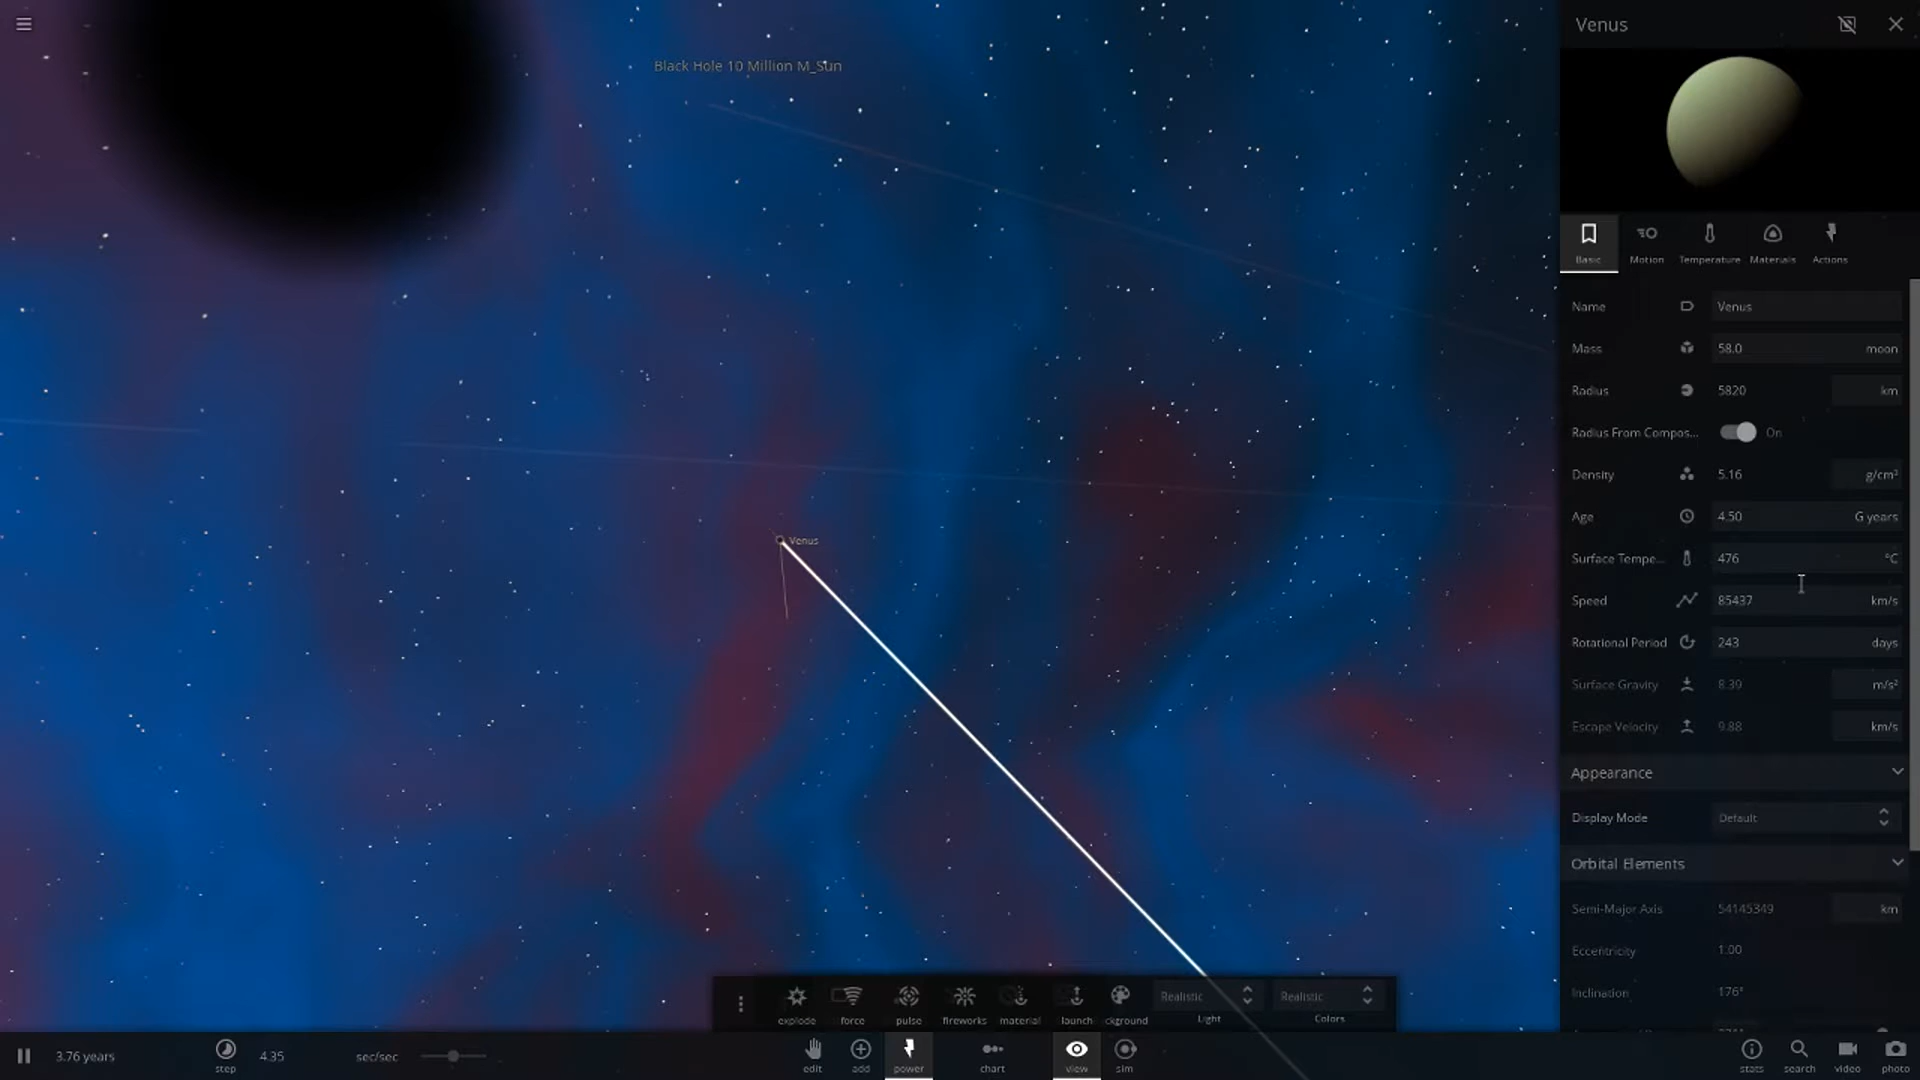 Venus
Black Hole 10 Million M_Sun
Basic
Motion
Temperature
Materials
Actions
Name
Venus
Mass
58.0
moon
Radius
5820
km
Radius From Compos...
On
Density
5.16
g/cm³
Age
4.50
G years
Surface Tempe...
476
°C
Venus
Speed
85437
km/s
Rotational Period
243
days
Surface Gravity
8.39
m/s²
Escape Velocity
9.88
km/s
Appearance
Display Mode
Default
Orbital Elements
Semi-Major Axis
54145349
km
Eccentricity
1.00
Inclination
176°
explode
force
pulse
fireworks
material
launch
ckground
Realistic
Light
Realistic
Colors
3.76 years
step
4.35
sec/sec
edit
add
power
chart
view
sim
stats
search
video
photo